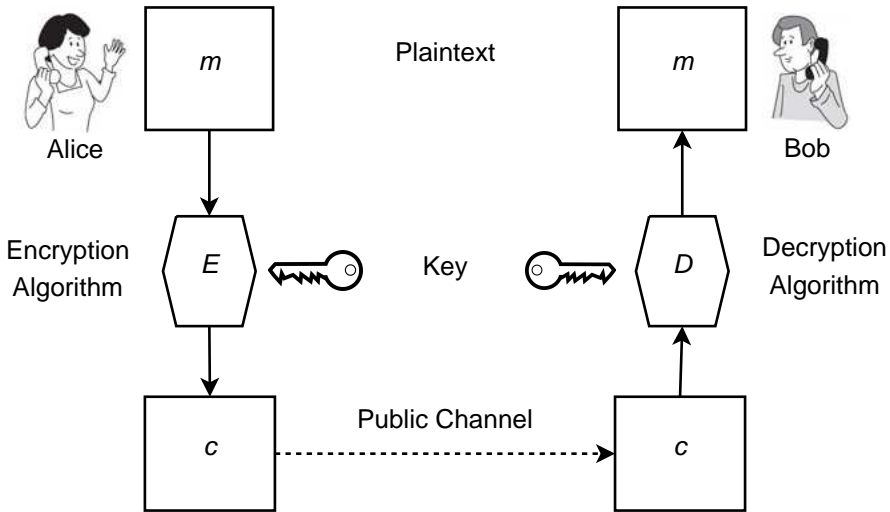 m
Plaintext
m
Alice
Bob
Encryption
Algorithm
E
Key
D
Decryption
Algorithm
Public Channel
c
c